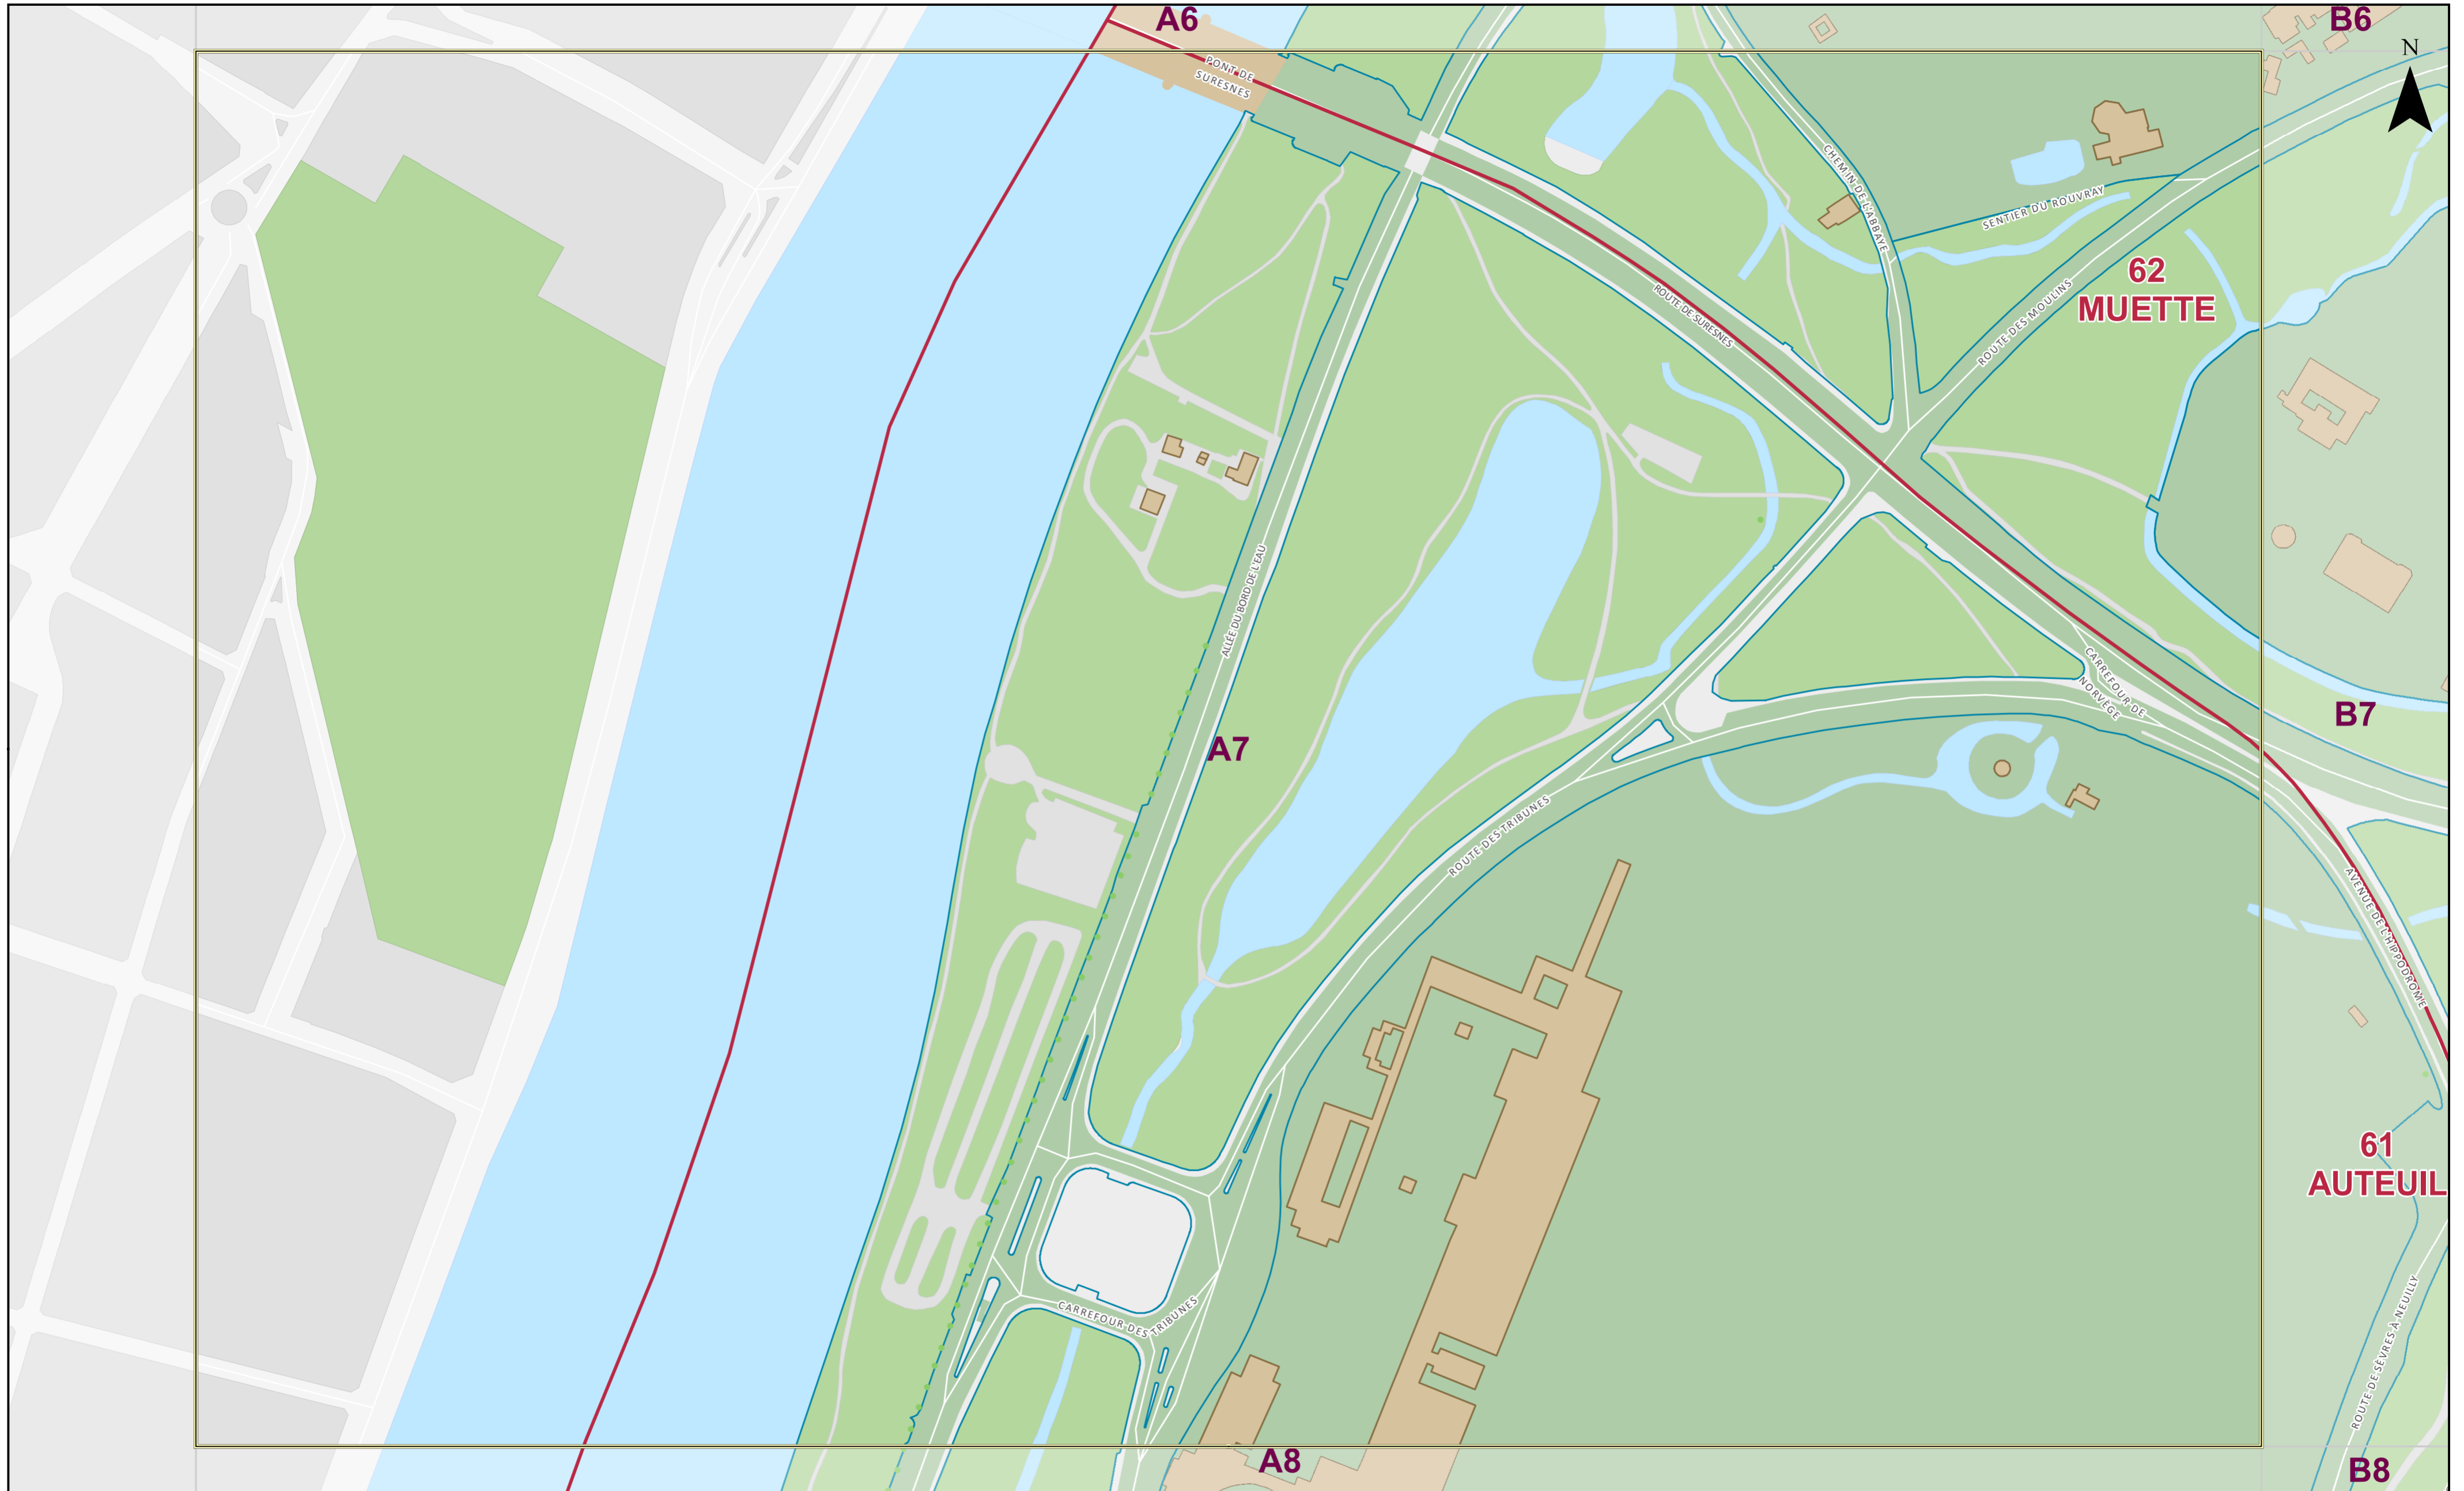 A6
B6
N
PONT DE
SURESNES
CHEMIN DE L'ABBAYE
SENTIER DU ROUVRAY
62
MUETTE
ROUTE DE SURESNES
ROUTE DES MOULINS
ALLÉE DU BORD DE L'EAU
CARREFOUR DE
NORVÈGE
B7
A7
ROUTE DES TRIBUNES
AVENUE DE L'HIPPODROME
61
AUTEUIL
CARREFOUR DES TRIBUNES
ROUTE DE SÈVRES À NEUILLY
A8
B8